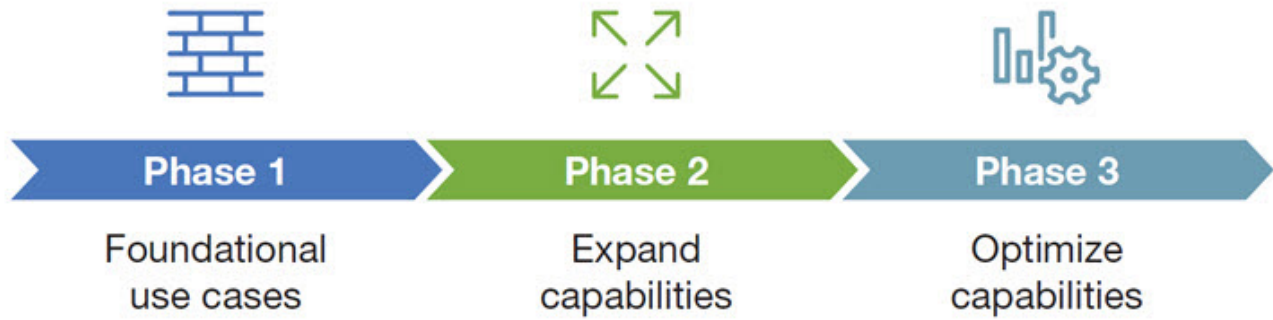 Phase 1
Phase 2
Phase 3
Foundational
use cases
Expand
capabilities
Optimize
capabilities